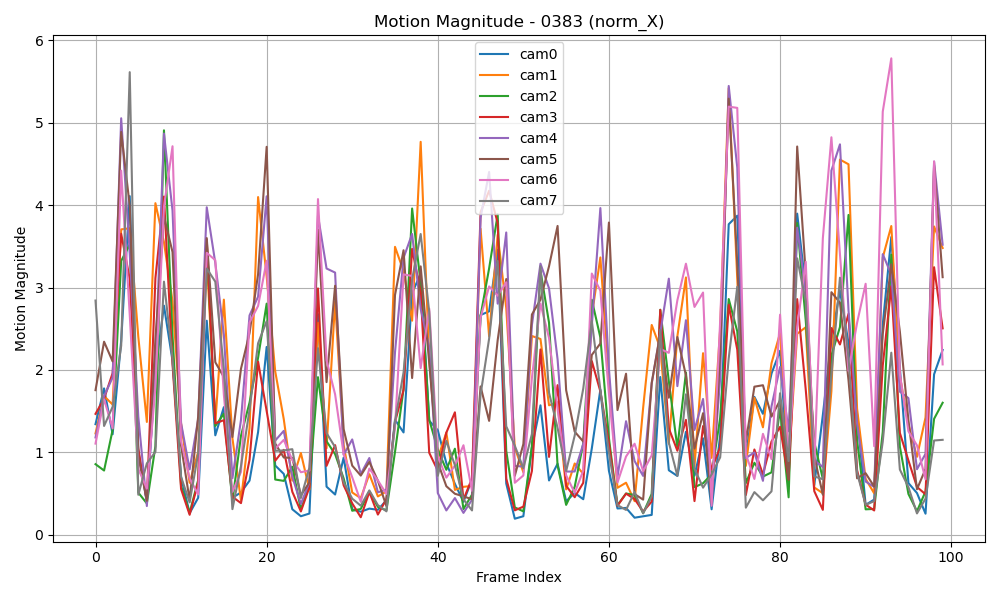 Motion Magnitude - 0383 (norm_X)
6
5
4
3
2
1
0
Motion Magnitude
cam0
cam1
cam2
cam3
cam4
cam5
cam6
cam7
0 20 40 60 80 100
Frame Index